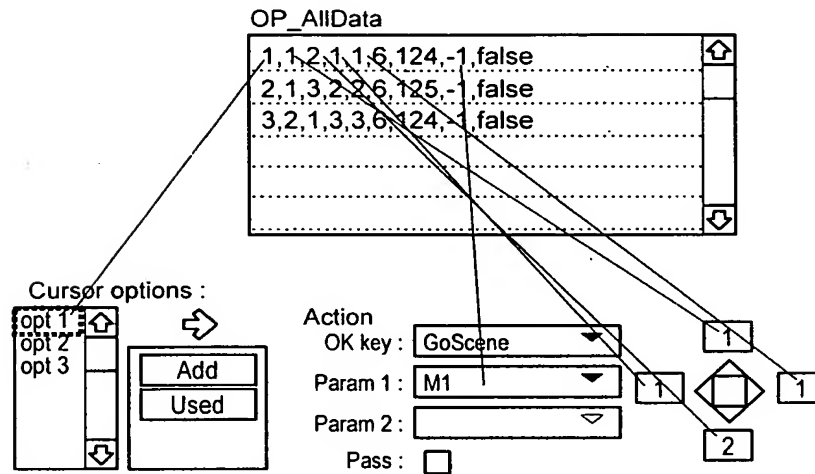 OP_AllData
1,1,2,1,1,6,124,-1,false
2,1,3,2,2,6,125,-1,false
3,2,1,3,3,6,124,-1,false
Cursor options :
opt 1
opt 2
opt 3
Add
Used
Action
OK key : GoScene
Param 1 : M1
Param 2 :
Pass :
1
1
1
2